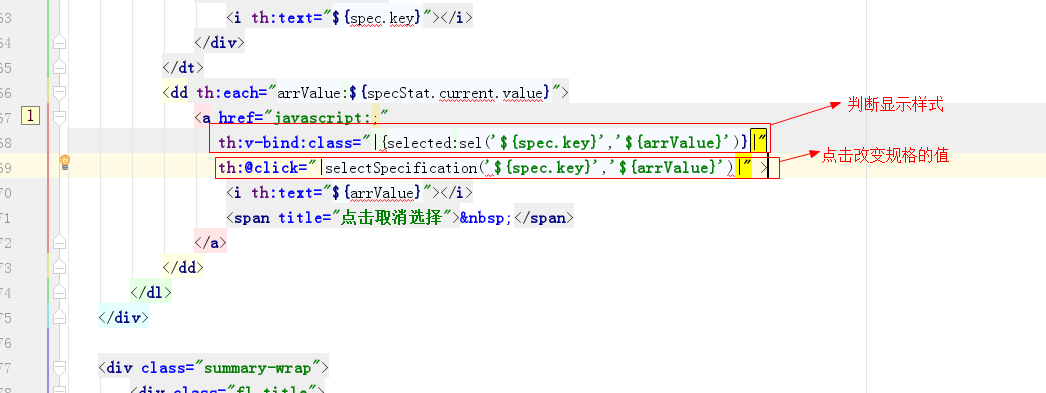 63 <i th:text="${spec.key}"></i>
64 </div>
65 </dt>
66 <dd th:each="arrValue:${specStat.current.value}">
67 1 <a href="javascript:;"
68 th:v-bind:class="|{selected:sel('${spec.key}','${arrValue}')}|" 判断显示样式
69 th:@click="|selectSpecification('${spec.key}','${arrValue}')|" > 点击改变规格的值
70 <i th:text="${arrValue}"></i>
71 <span title="点击取消选择">&nbsp;</span>
72 </a>
73 </dd>
74 </dl>
75 </div>
76
77 <div class="summary-wrap">
78 <div class="fl title">